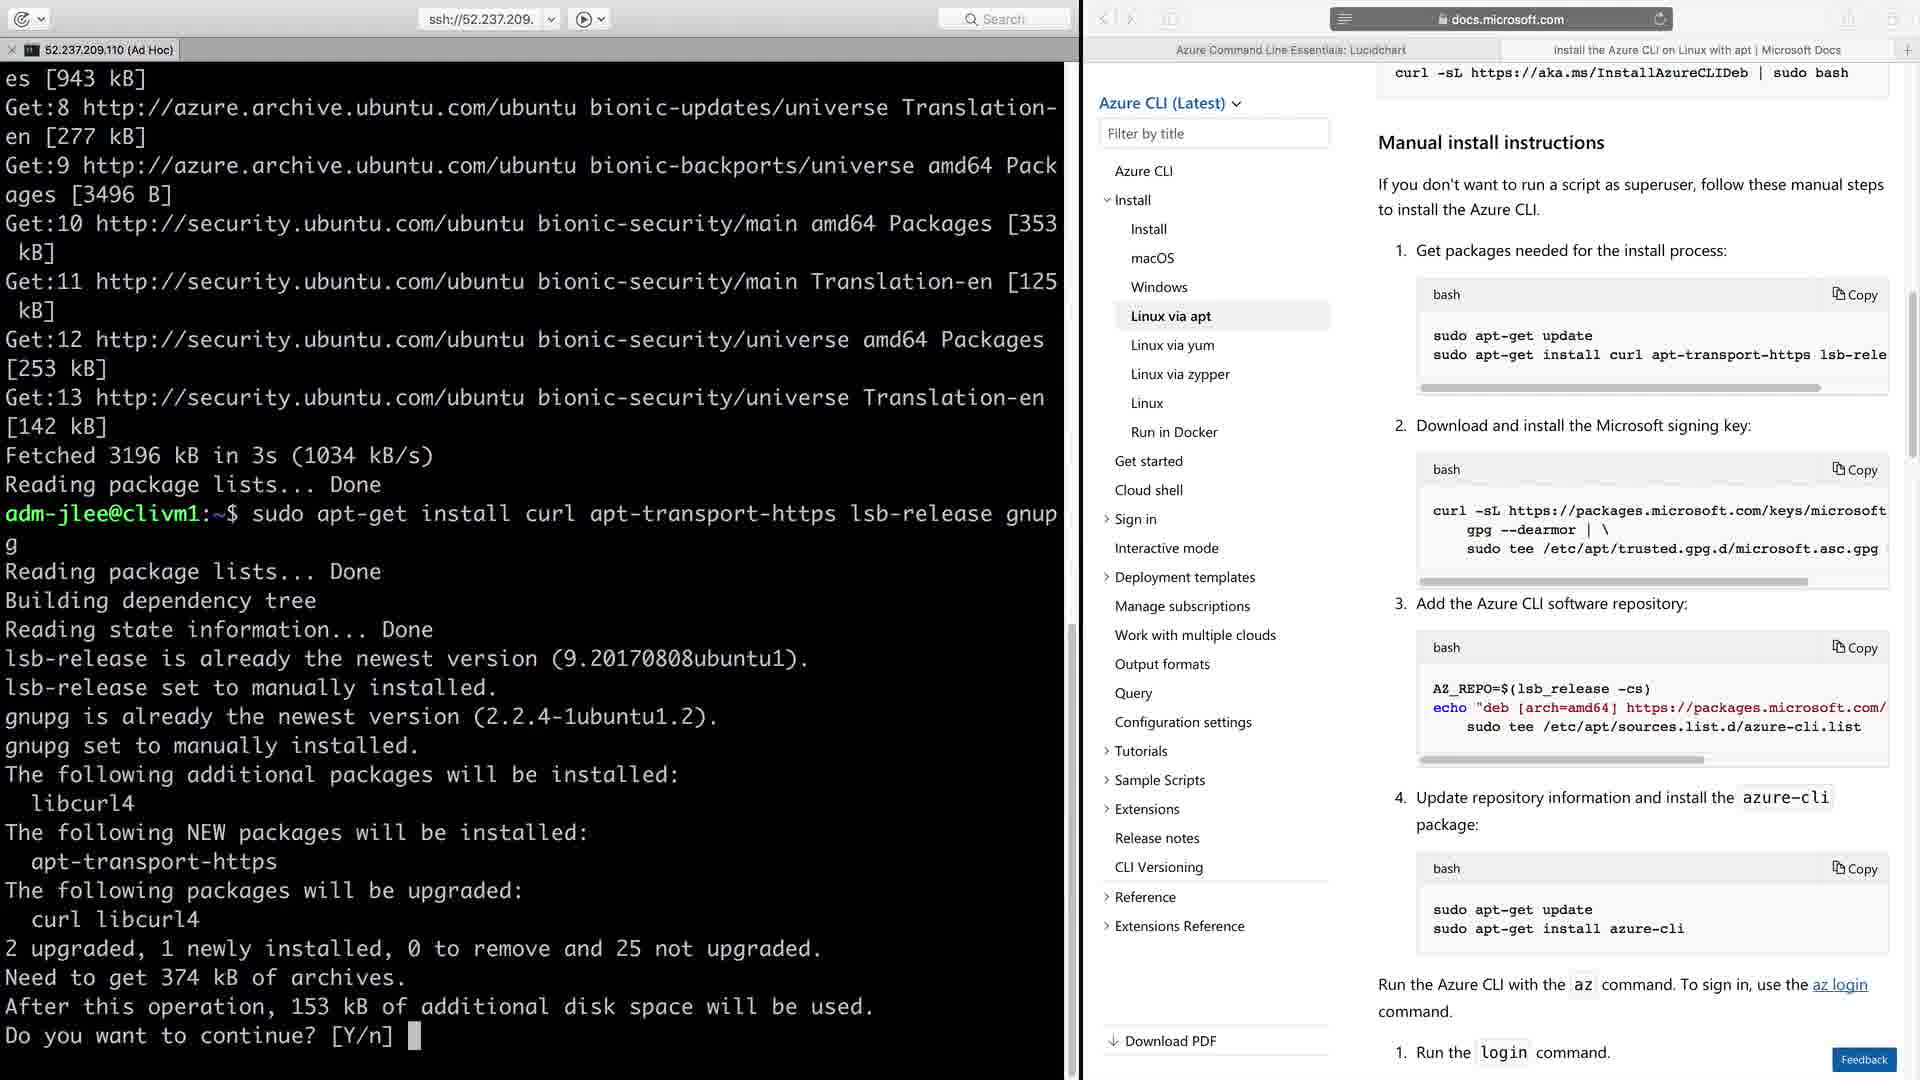 ssh://52.237.209.
Search
52.237.209.110 (Ad Hoc)
es [943 kB]
Get:8 http://azure.archive.ubuntu.com/ubuntu bionic-updates/universe Translation-
en [277 kB]
Get:9 http://azure.archive.ubuntu.com/ubuntu bionic-backports/universe amd64 Pack
ages [3496 B]
Get:10 http://security.ubuntu.com/ubuntu bionic-security/main amd64 Packages [353
 kB]
Get:11 http://security.ubuntu.com/ubuntu bionic-security/main Translation-en [125
 kB]
Get:12 http://security.ubuntu.com/ubuntu bionic-security/universe amd64 Packages
[253 kB]
Get:13 http://security.ubuntu.com/ubuntu bionic-security/universe Translation-en
[142 kB]
Fetched 3196 kB in 3s (1034 kB/s)
Reading package lists... Done
adm-jlee@clivm1:~$ sudo apt-get install curl apt-transport-https lsb-release gnup
g
Reading package lists... Done
Building dependency tree
Reading state information... Done
lsb-release is already the newest version (9.20170808ubuntu1).
lsb-release set to manually installed.
gnupg is already the newest version (2.2.4-1ubuntu1.2).
gnupg set to manually installed.
The following additional packages will be installed:
  libcurl4
The following NEW packages will be installed:
  apt-transport-https
The following packages will be upgraded:
  curl libcurl4
2 upgraded, 1 newly installed, 0 to remove and 25 not upgraded.
Need to get 374 kB of archives.
After this operation, 153 kB of additional disk space will be used.
Do you want to continue? [Y/n]
docs.microsoft.com
Azure Command Line Essentials: Lucidchart
Install the Azure CLI on Linux with apt | Microsoft Docs
Azure CLI (Latest)
Filter by title
Azure CLI
Install
Install
macOS
Windows
Linux via apt
Linux via yum
Linux via zypper
Linux
Run in Docker
Get started
Cloud shell
Sign in
Interactive mode
Deployment templates
Manage subscriptions
Work with multiple clouds
Output formats
Query
Configuration settings
Tutorials
Sample Scripts
Extensions
Release notes
CLI Versioning
Reference
Extensions Reference
Download PDF
curl -sL https://aka.ms/InstallAzureCLIDeb | sudo bash
Manual install instructions
If you don't want to run a script as superuser, follow these manual steps
to install the Azure CLI.
1. Get packages needed for the install process:
bash
Copy
sudo apt-get update
sudo apt-get install curl apt-transport-https lsb-rele
2. Download and install the Microsoft signing key:
bash
Copy
curl -sL https://packages.microsoft.com/keys/microsoft
gpg --dearmor | \
sudo tee /etc/apt/trusted.gpg.d/microsoft.asc.gpg
3. Add the Azure CLI software repository:
bash
Copy
AZ_REPO=$(lsb_release -cs)
echo "deb [arch=amd64] https://packages.microsoft.com/
sudo tee /etc/apt/sources.list.d/azure-cli.list
4. Update repository information and install the azure-cli
package:
bash
Copy
sudo apt-get update
sudo apt-get install azure-cli
Run the Azure CLI with the az command. To sign in, use the az login
command.
1. Run the login command.
Feedback